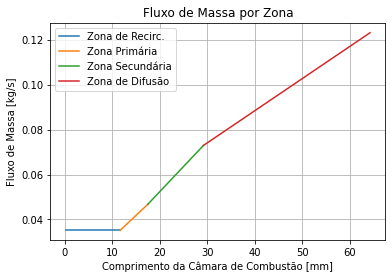 Fluxo de Massa por Zona
Zona de Recirc.
Zona Primária
Zona Secundária
Zona de Difusão
Fluxo de Massa [kg/s]
0.12
0.10
0.08
0.06
0.04
0
10
20
30
40
50
60
Comprimento da Câmara de Combustão [mm]